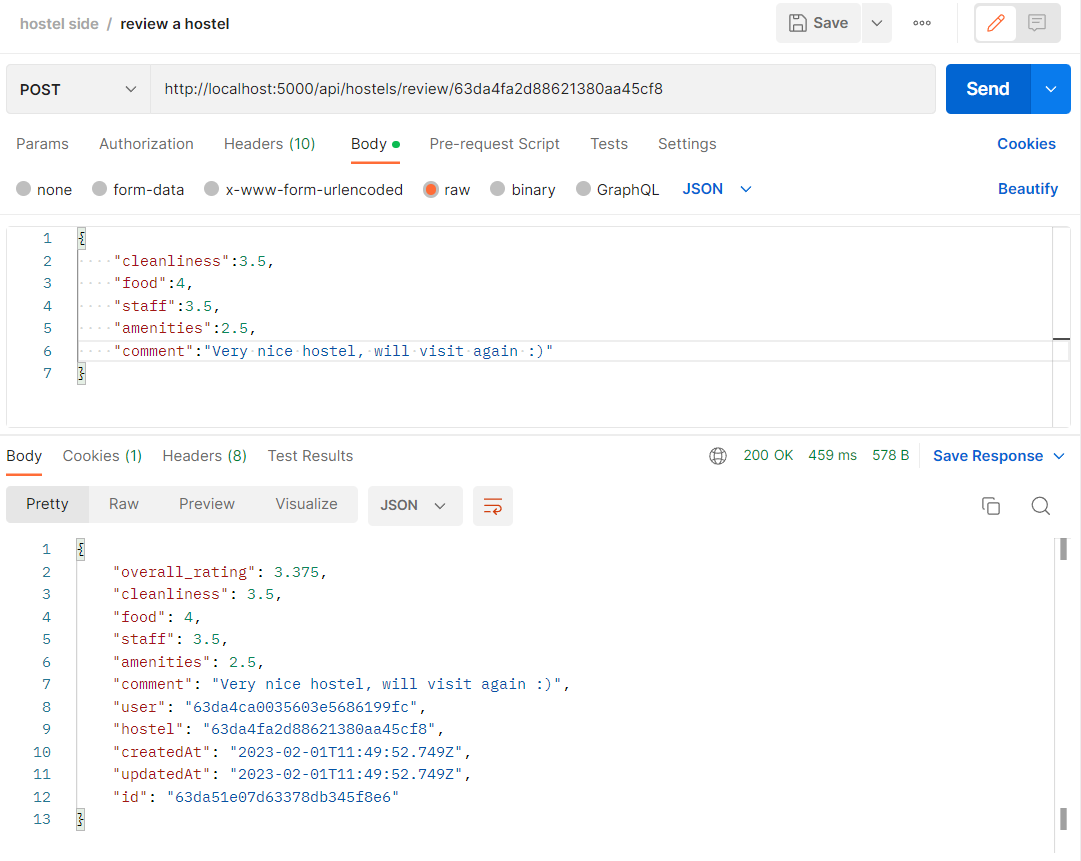 hostel side / review a hostel
Save
POST
http://localhost:5000/api/hostels/review/63da4fa2d88621380aa45cf8
Send
Params Authorization Headers (10) Body Pre-request Script Tests Settings Cookies
none form-data x-www-form-urlencoded raw binary GraphQL JSON Beautify
1 {
2 ····"cleanliness":3.5,
3 ····"food":4,
4 ····"staff":3.5,
5 ····"amenities":2.5,
6 ····"comment":"Very·nice·hostel,·will·visit·again·:)"
7 }
Body Cookies (1) Headers (8) Test Results 200 OK 459 ms 578 B Save Response
Pretty Raw Preview Visualize JSON
1 {
2 "overall_rating": 3.375,
3 "cleanliness": 3.5,
4 "food": 4,
5 "staff": 3.5,
6 "amenities": 2.5,
7 "comment": "Very nice hostel, will visit again :)",
8 "user": "63da4ca0035603e5686199fc",
9 "hostel": "63da4fa2d88621380aa45cf8",
10 "createdAt": "2023-02-01T11:49:52.749Z",
11 "updatedAt": "2023-02-01T11:49:52.749Z",
12 "id": "63da51e07d63378db345f8e6"
13 }